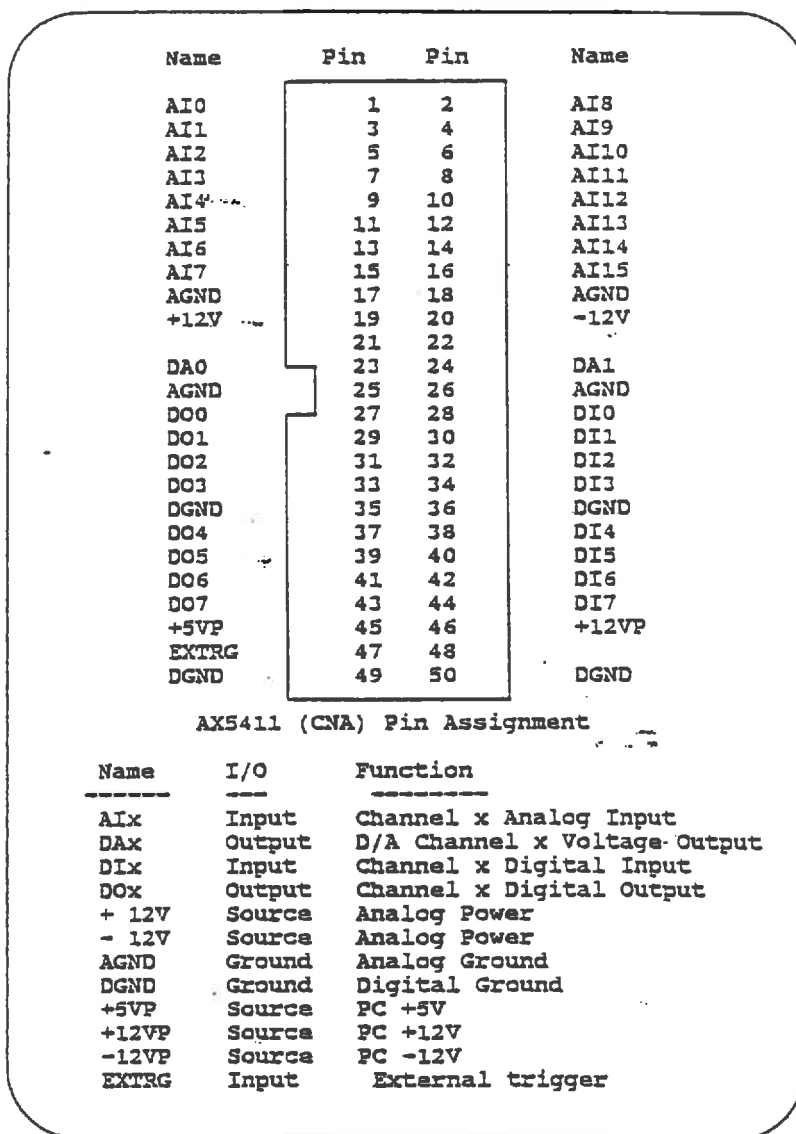 Name Pin Pin Name
AI0 1 2 AI8
AI1 3 4 AI9
AI2 5 6 AI10
AI3 7 8 AI11
AI4 9 10 AI12
AI5 11 12 AI13
AI6 13 14 AI14
AI7 15 16 AI15
AGND 17 18 AGND
+12V 19 20 -12V
21 22
DA0 23 24 DA1
AGND 25 26 AGND
DO0 27 28 DI0
DO1 29 30 DI1
DO2 31 32 DI2
DO3 33 34 DI3
DGND 35 36 DGND
DO4 37 38 DI4
DO5 39 40 DI5
DO6 41 42 DI6
DO7 43 44 DI7
+5VP 45 46 +12VP
EXTRG 47 48
DGND 49 50 DGND
AX5411 (CNA) Pin Assignment
Name I/O Function
------ --- --------
AIx Input Channel x Analog Input
DAx Output D/A Channel x Voltage Output
DIx Input Channel x Digital Input
DOx Output Channel x Digital Output
+ 12V Source Analog Power
- 12V Source Analog Power
AGND Ground Analog Ground
DGND Ground Digital Ground
+5VP Source PC +5V
+12VP Source PC +12V
-12VP Source PC -12V
EXTRG Input External trigger